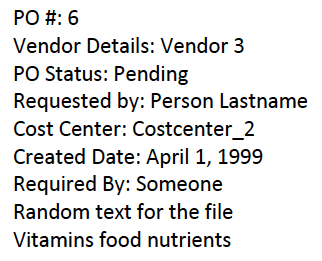 PO #: 6
Vendor Details: Vendor 3
PO Status: Pending
Requested by: Person Lastname
Cost Center: Costcenter_2
Created Date: April 1, 1999
Required By: Someone
Random text for the file
Vitamins food nutrients